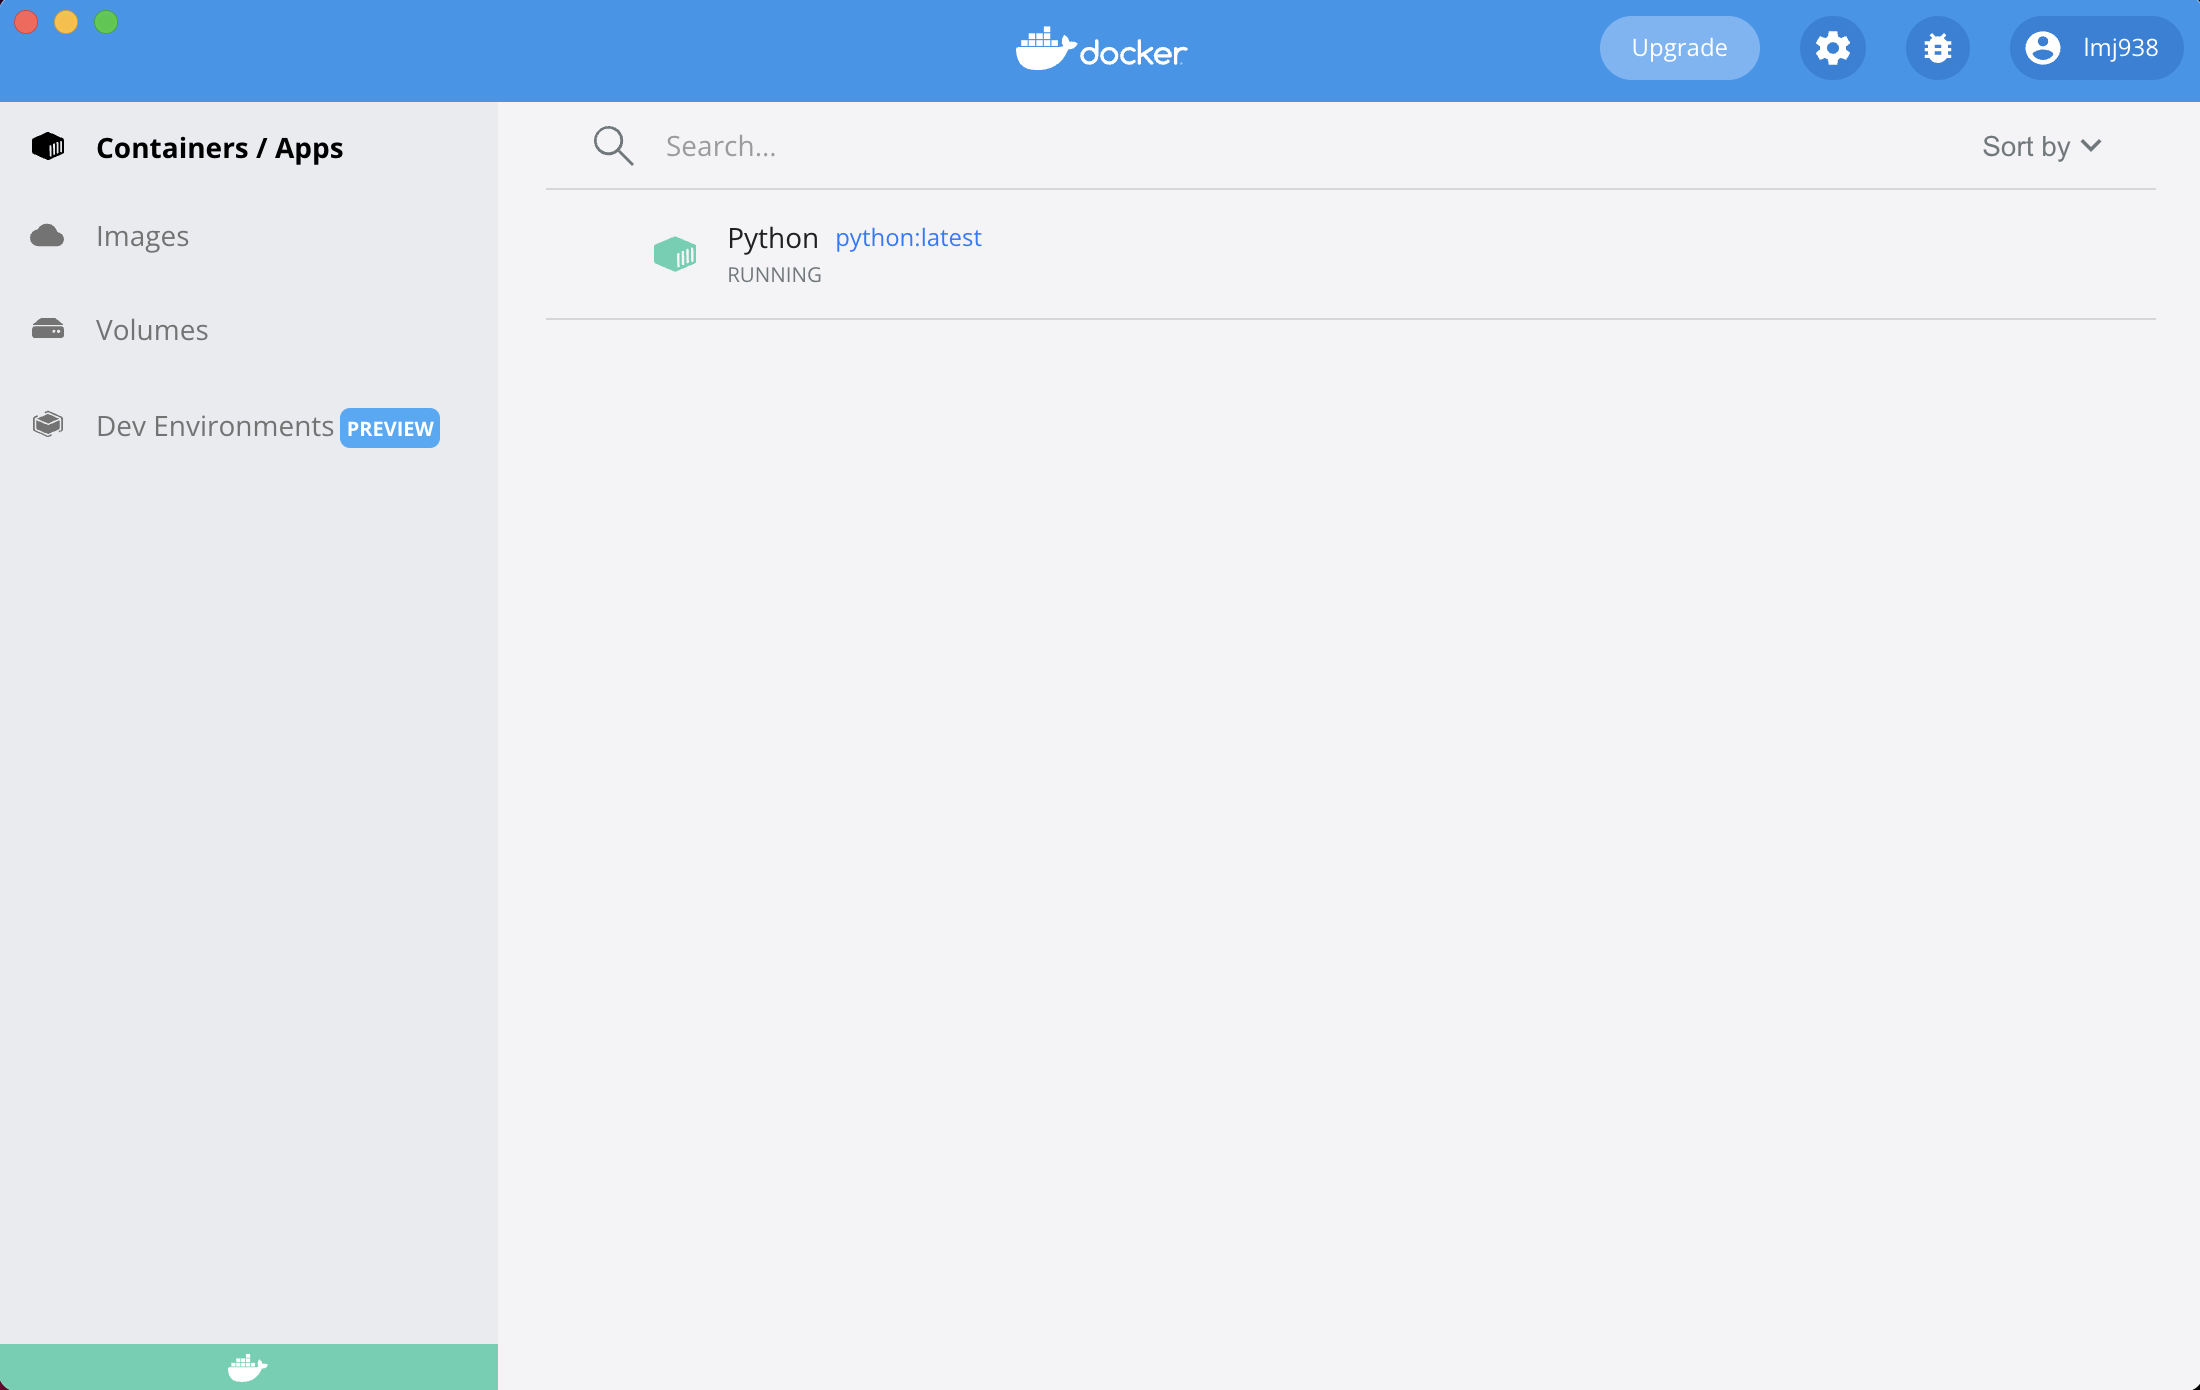 docker
Upgrade
lmj938
Containers / Apps
Images
Volumes
Dev Environments PREVIEW
Search...
Sort by
Python python:latest
RUNNING